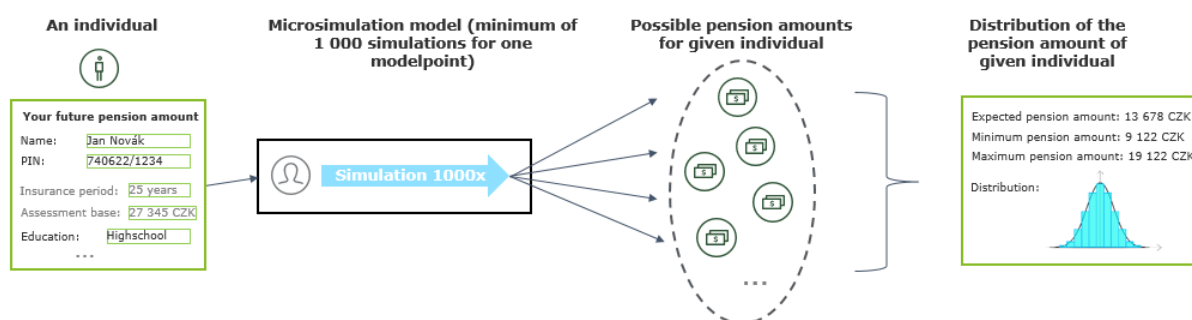 An individual
Your future pension amount
Name: Jan Novák
PIN: 740622/1234
Insurance period: 25 years
Assessment base: 27 345 CZK
Education: Highschool
...
Microsimulation model (minimum of
1 000 simulations for one
modelpoint)
Simulation 1000x
Possible pension amounts
for given individual
$
$
$
$
$
...
Distribution of the
pension amount of
given individual
Expected pension amount: 13 678 CZK
Minimum pension amount: 9 122 CZK
Maximum pension amount: 19 122 CZK
Distribution: